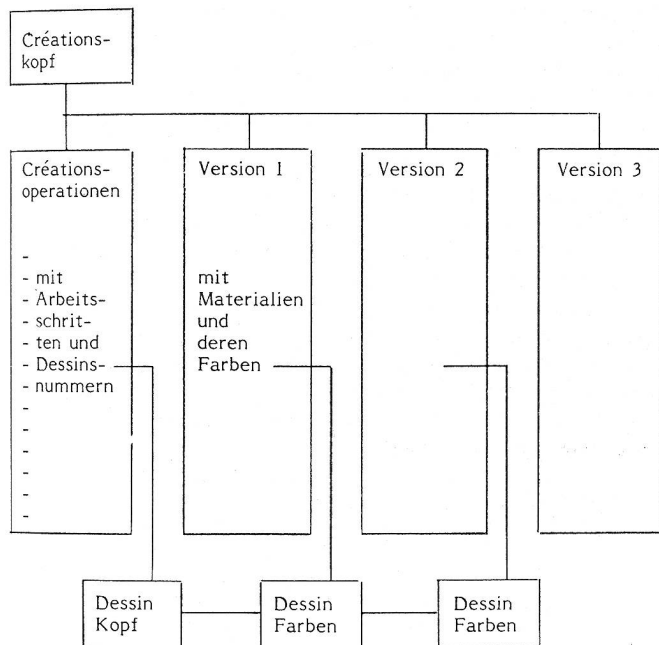 Créations-
kopf
Créations-
operationen
-
- mit
- Arbeits-
- schrit-
- ten und
- Dessins-
- nummern
-
-
-
-
-
-
Version 1
mit
Materialien
und
deren
Farben
Version 2
Version 3
Dessin
Kopf
Dessin
Farben
Dessin
Farben